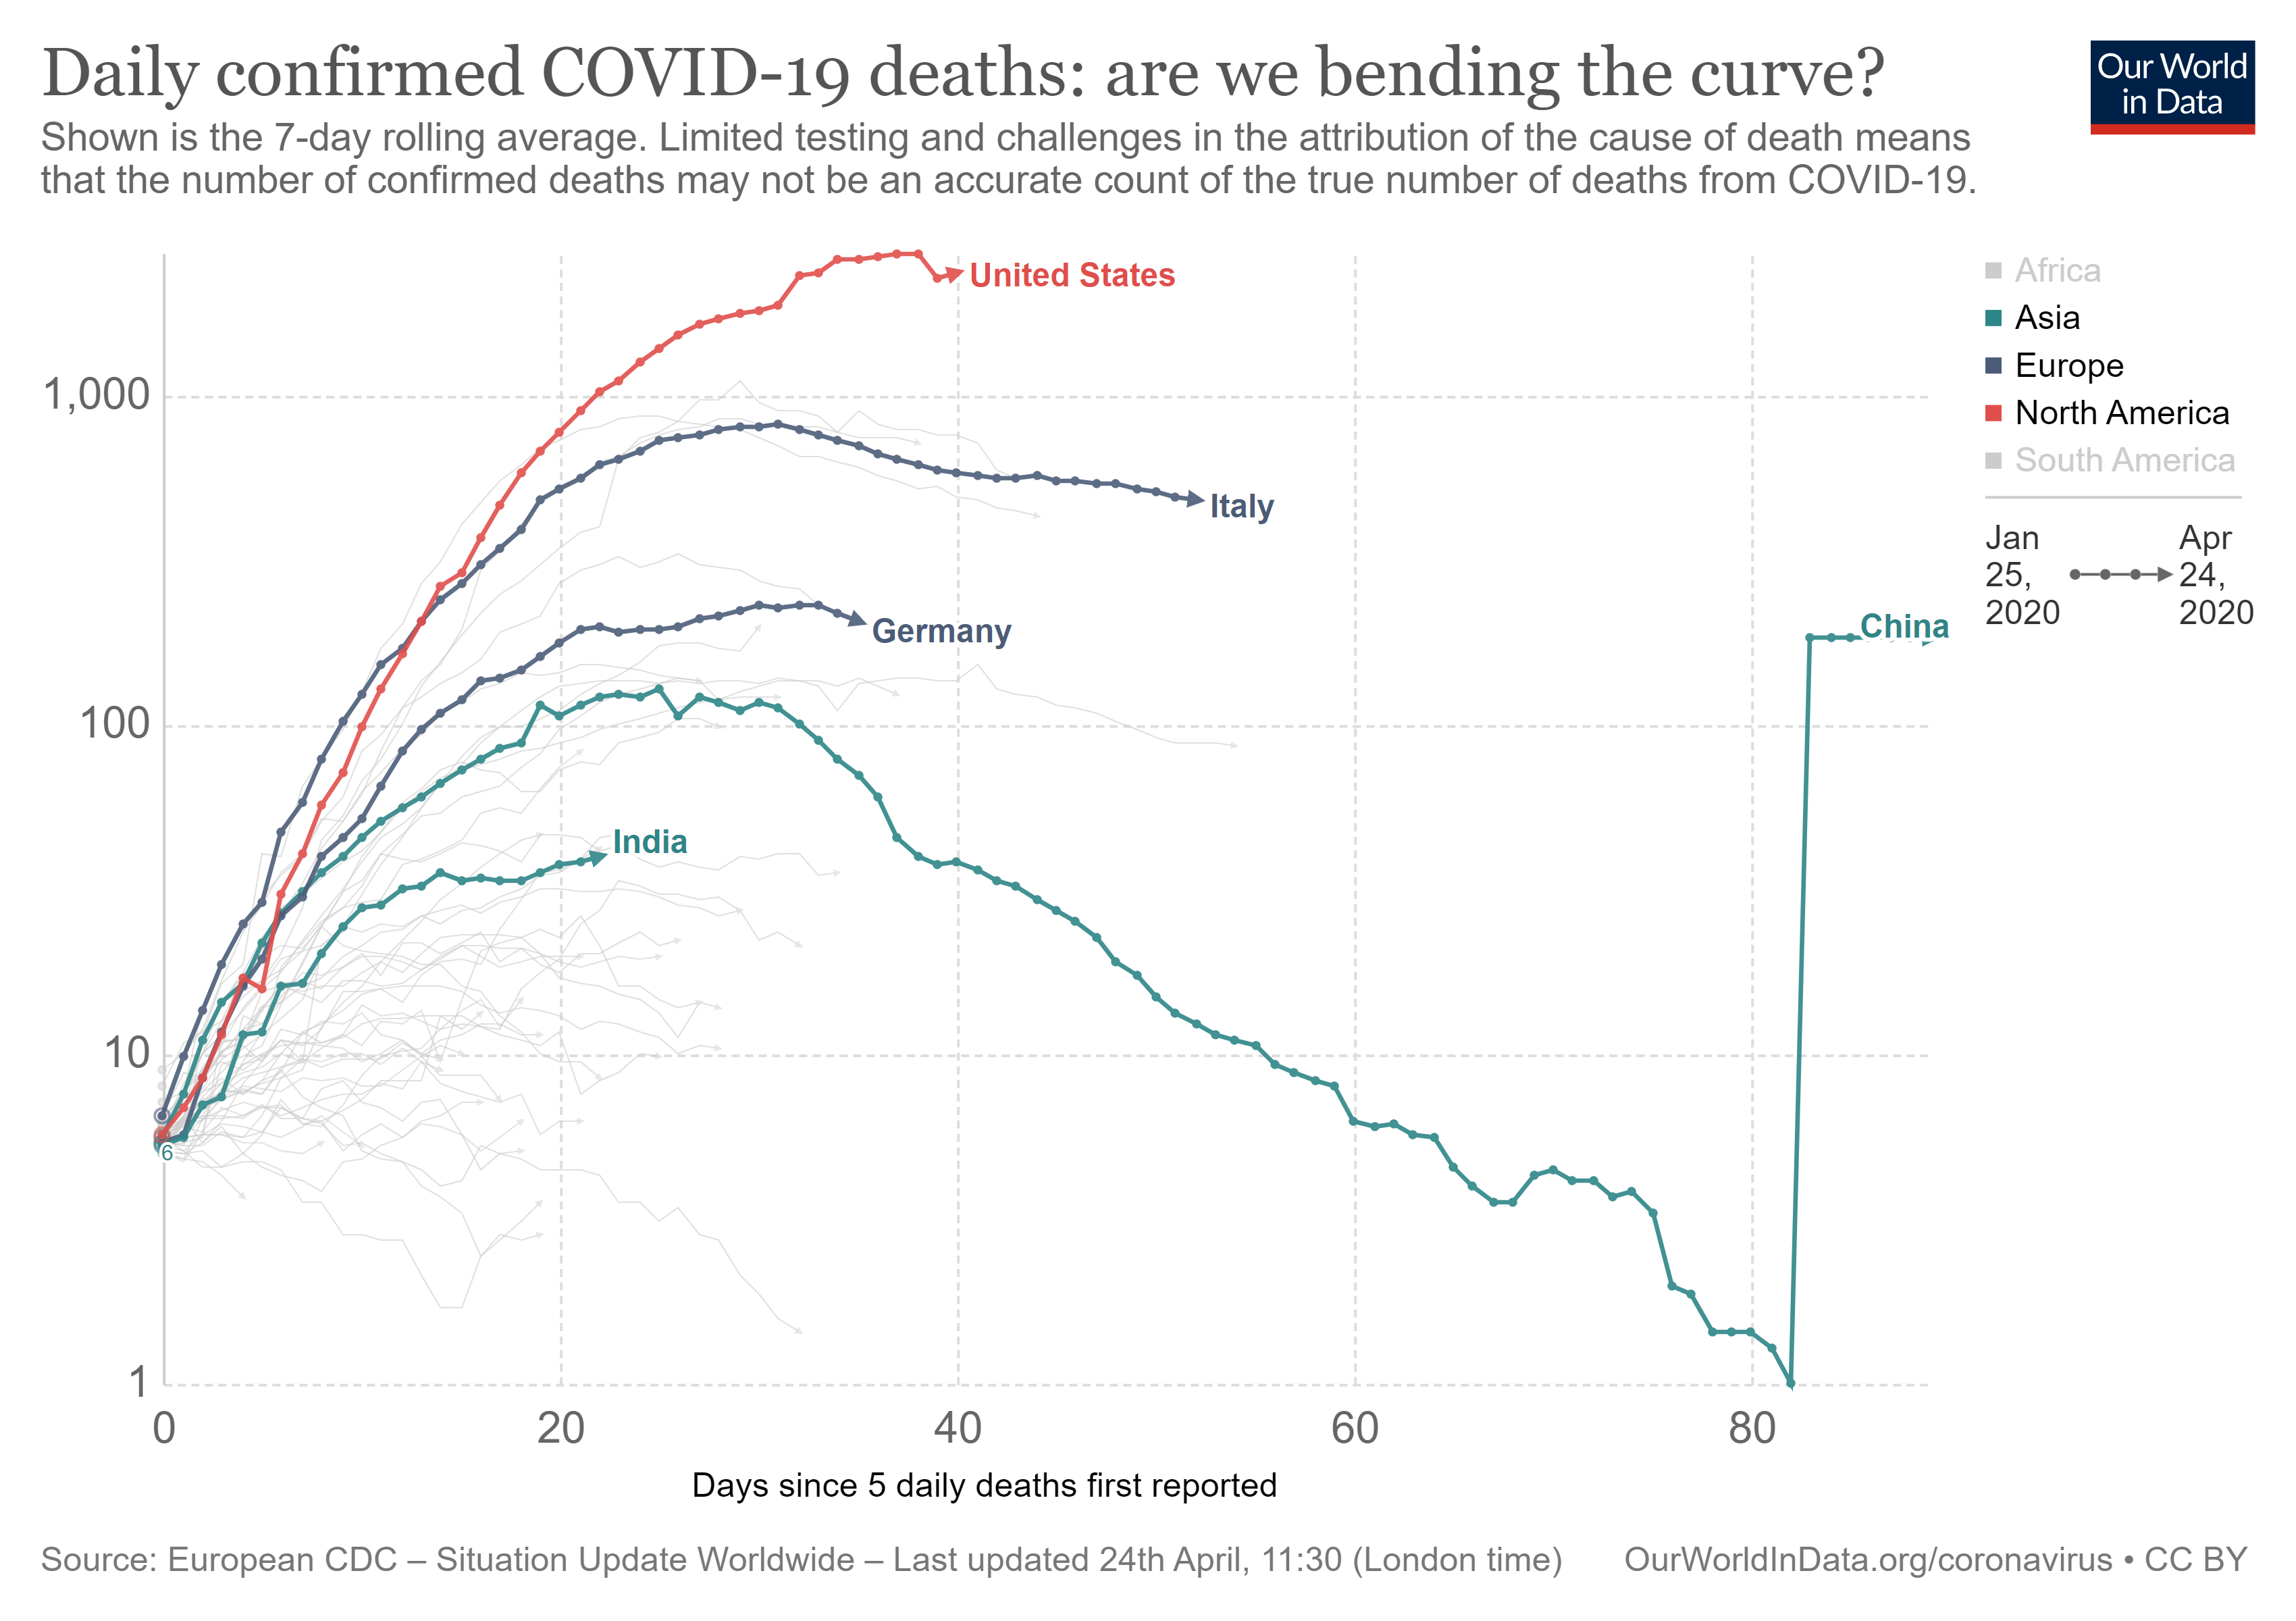 Daily confirmed COVID-19 deaths: are we bending the curve?
Our World
in Data
Shown is the 7-day rolling average. Limited testing and challenges in the attribution of the cause of death means
that the number of confirmed deaths may not be an accurate count of the true number of deaths from COVID-19.
United States
Italy
Germany
China
India
6
1,000
100
10
1
0
20
40
60
80
Days since 5 daily deaths first reported
Africa
Asia
Europe
North America
South America
Jan
25,
2020
Apr
24,
2020
Source: European CDC – Situation Update Worldwide – Last updated 24th April, 11:30 (London time)
OurWorldInData.org/coronavirus • CC BY